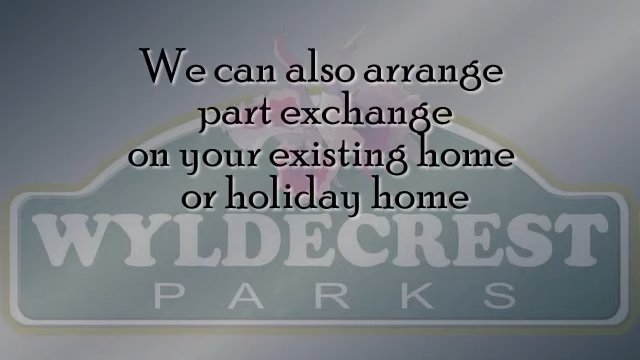 We can also arrange
part exchange
on your existing home
or holiday home
WYLDECREST
PARKS